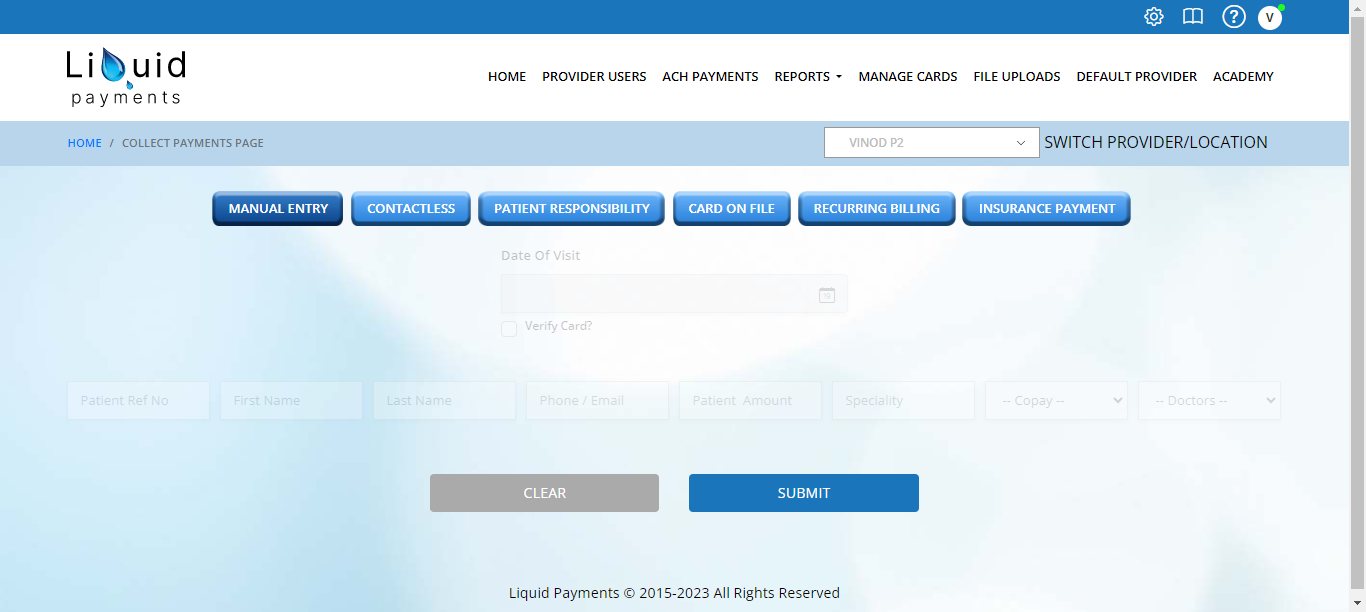 V
Liquid
payments
HOME PROVIDER USERS ACH PAYMENTS REPORTS MANAGE CARDS FILE UPLOADS DEFAULT PROVIDER ACADEMY
HOME / COLLECT PAYMENTS PAGE
VINOD P2
SWITCH PROVIDER/LOCATION
MANUAL ENTRY CONTACTLESS PATIENT RESPONSIBILITY CARD ON FILE RECURRING BILLING INSURANCE PAYMENT
Date Of Visit
Verify Card?
Patient Ref No First Name Last Name Phone / Email Patient Amount Speciality -- Copay -- -- Doctors --
CLEAR SUBMIT
Liquid Payments © 2015-2023 All Rights Reserved